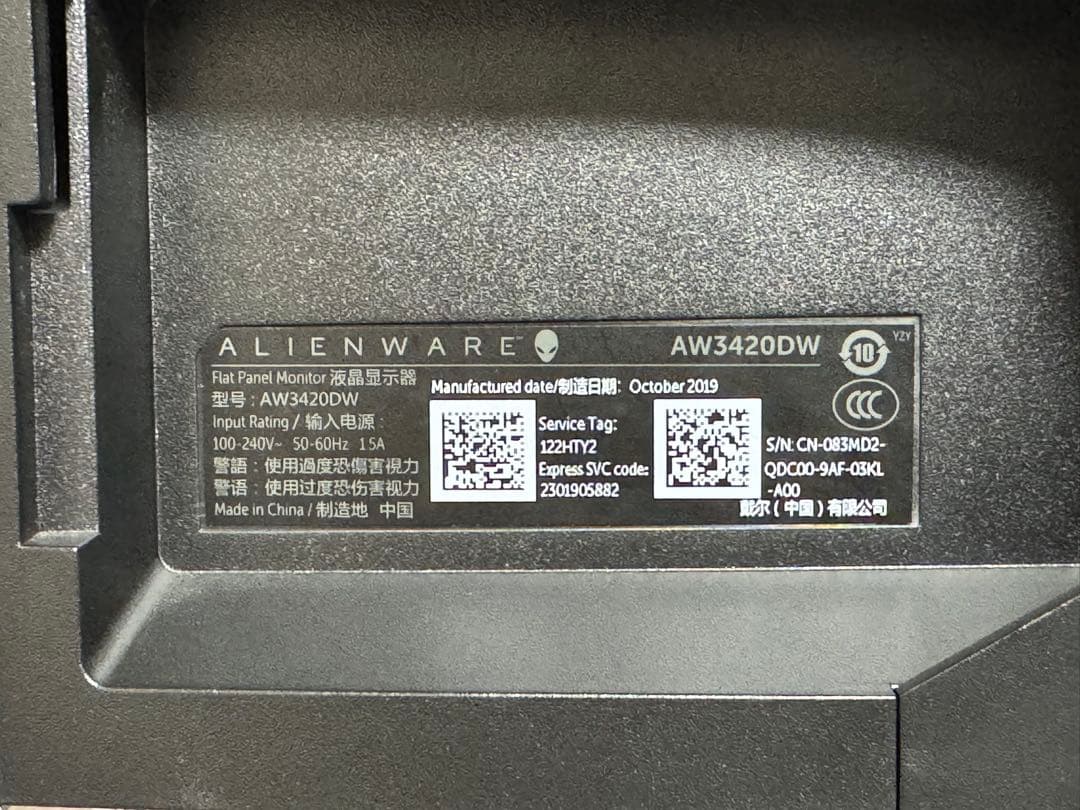 ALIENWARE
AW3420DW
10
YZY
Flat Panel Monitor 液晶显示器
型号 : AW3420DW
Input Rating / 输入电源 :
100-240V~ 50-60Hz 1.5A
警語 : 使用過度恐傷害視力
警语 : 使用过度恐伤害视力
Made in China / 制造地 中国
Manufactured date/制造日期: October 2019
Service Tag:
122HTY2
Express SVC code:
2301905882
CCC
S/N: CN-083MD2-
QDC00-9AF-03KL
-A00
戴尔 ( 中国 ) 有限公司